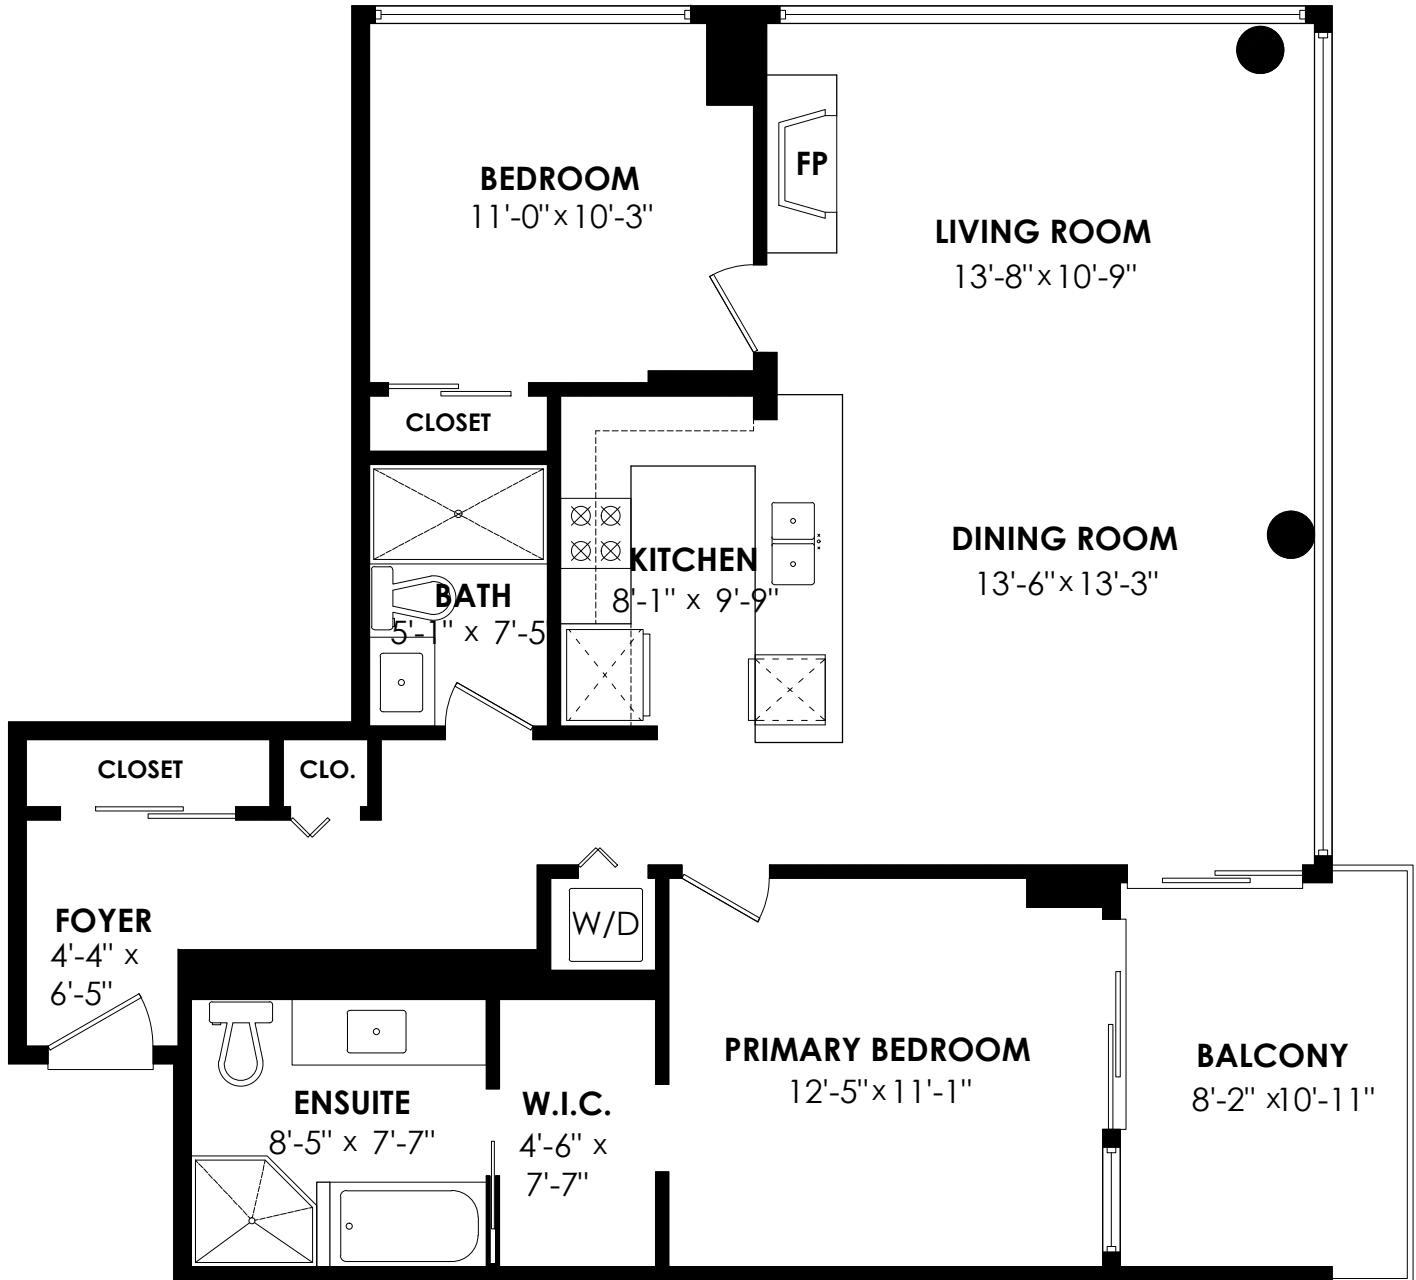 BEDROOM
11'-0" x 10'-3"
FP
LIVING ROOM
13'-8" x 10'-9"
CLOSET
KITCHEN
8'-1" x 9'-9"
DINING ROOM
13'-6" x 13'-3"
BATH
5'-1" x 7'-5
CLOSET
CLO.
FOYER
4'-4" x
6'-5"
W/D
ENSUITE
8'-5" x 7'-7"
W.I.C.
4'-6" x
7'-7"
PRIMARY BEDROOM
12'-5" x 11'-1"
BALCONY
8'-2" x10'-11"